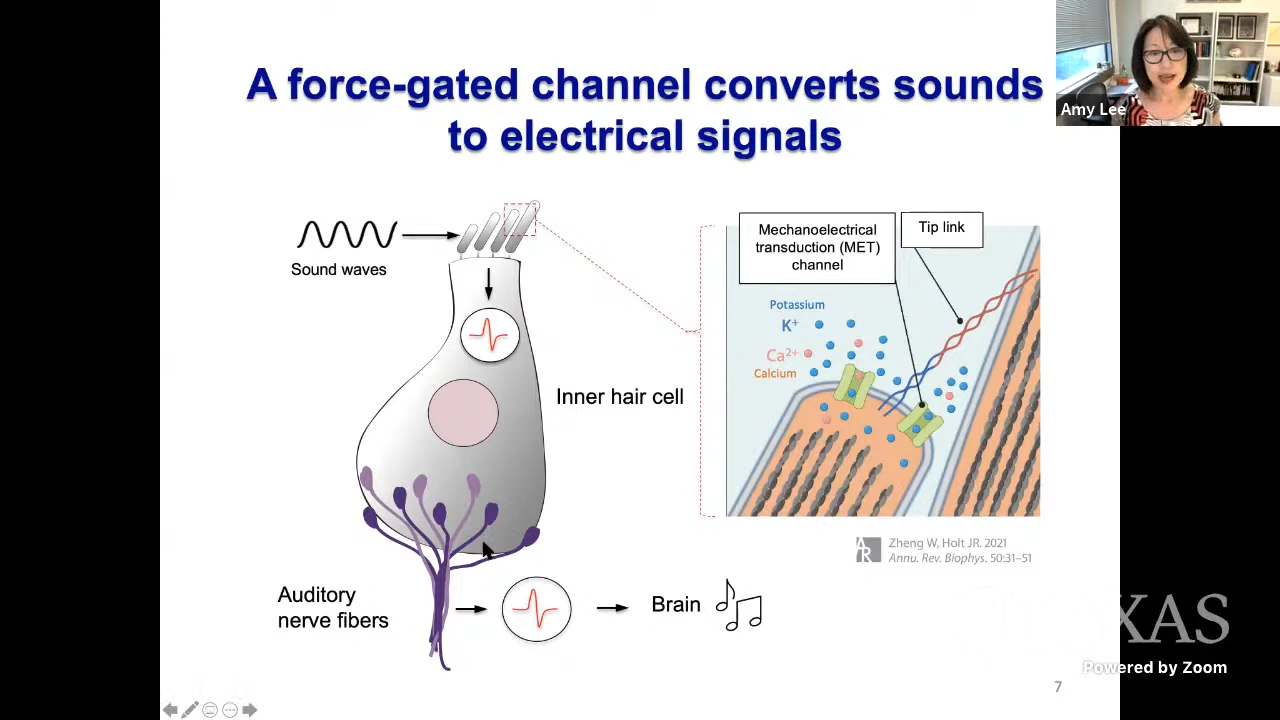 A force-gated channel converts sounds
to electrical signals
Amy Lee
Sound waves
Inner hair cell
Auditory
nerve fibers
Brain
Mechanoelectrical
transduction (MET)
channel
Tip link
Potassium
K⁺
Ca²⁺
Calcium
AR
Zheng W, Holt JR. 2021
Annu. Rev. Biophys. 50:31–51
XAS
Powered by Zoom
7